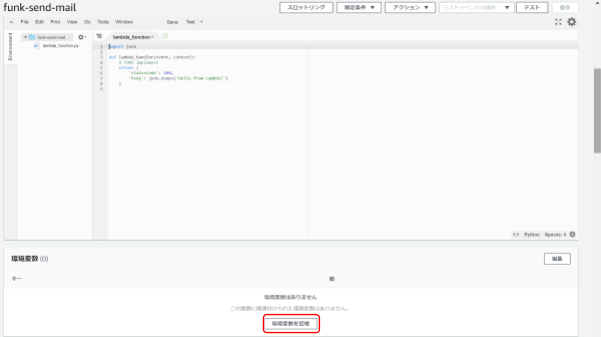 funk-send-mail
スロットリング 限定条件 ▼ アクション ▼ テストイベントの選択 ▼ テスト 保存
File Edit Find View Go Tools Window Save Test
Environment
funk-send-mail
lambda_function.py
lambda_function
1 import json
2
3 def lambda_handler(event, context):
4 # TODO implement
5 return {
6 'statusCode': 200,
7 'body': json.dumps('Hello from Lambda!')
8 }
9
1:1 Python Spaces: 4
環境変数 (0)
編集
キー 値
環境変数はありません
この関数に関連付けられた環境変数はありません。
環境変数を管理